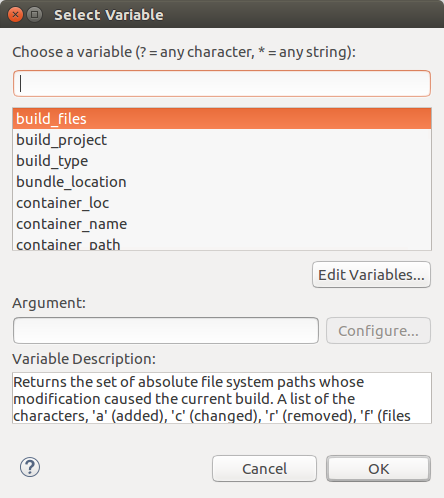 Select Variable
Choose a variable (? = any character, * = any string):
build_files
build_project
build_type
bundle_location
container_loc
container_name
container_path
Edit Variables...
Argument:
Configure...
Variable Description:
Returns the set of absolute file system paths whose
modification caused the current build. A list of the
characters, 'a' (added), 'c' (changed), 'r' (removed), 'f' (files
?
Cancel
OK